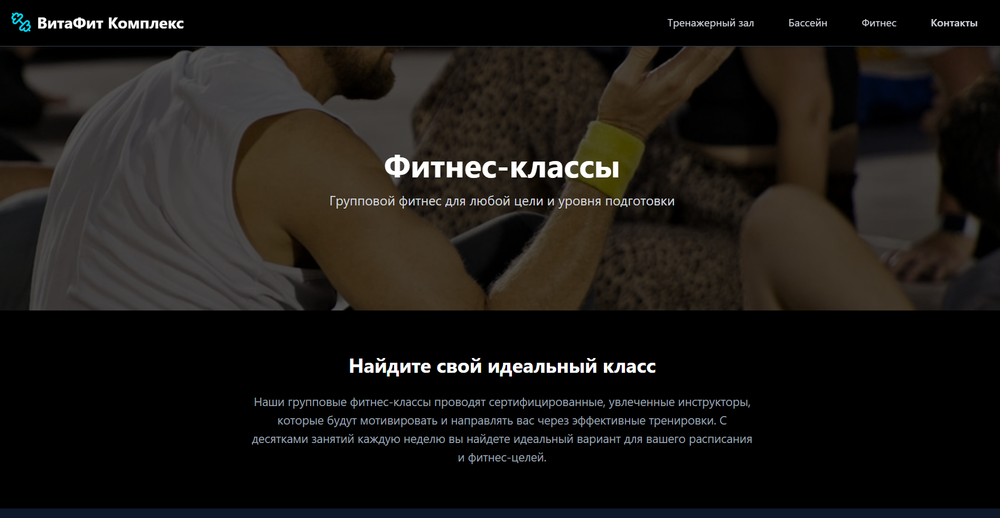 ВитаФит Комплекс
Тренажерный зал
Бассейн
Фитнес
Контакты
Фитнес-классы
Групповой фитнес для любой цели и уровня подготовки
Найдите свой идеальный класс
Наши групповые фитнес-классы проводят сертифицированные, увлеченные инструкторы,
которые будут мотивировать и направлять вас через эффективные тренировки. С
десятками занятий каждую неделю вы найдете идеальный вариант для вашего расписания
и фитнес-целей.